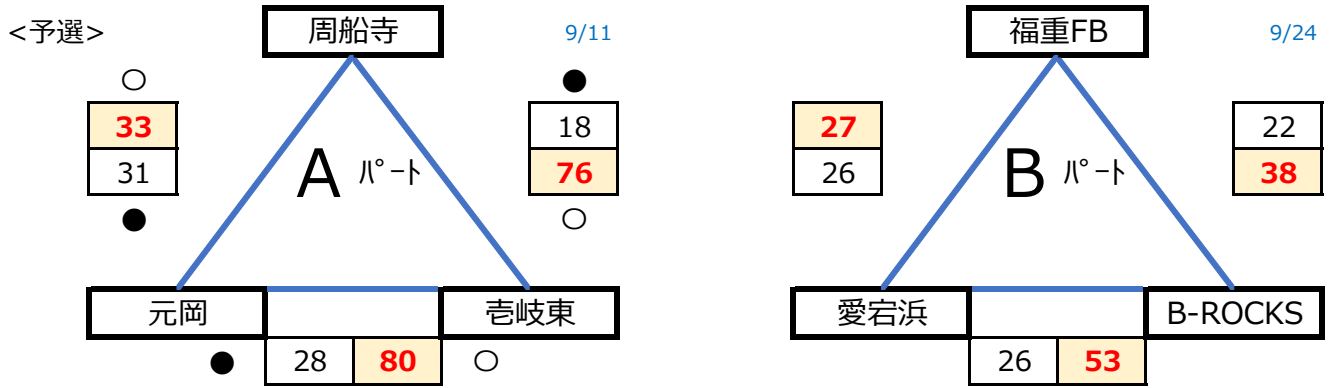 <予選>
周船寺
9/11
○
33
31
●
A ﾊﾟｰﾄ
●
18
76
○
元岡
壱岐東
●
28
80
○
福重FB
9/24
27
26
B ﾊﾟｰﾄ
22
38
愛宕浜
B-ROCKS
26
53